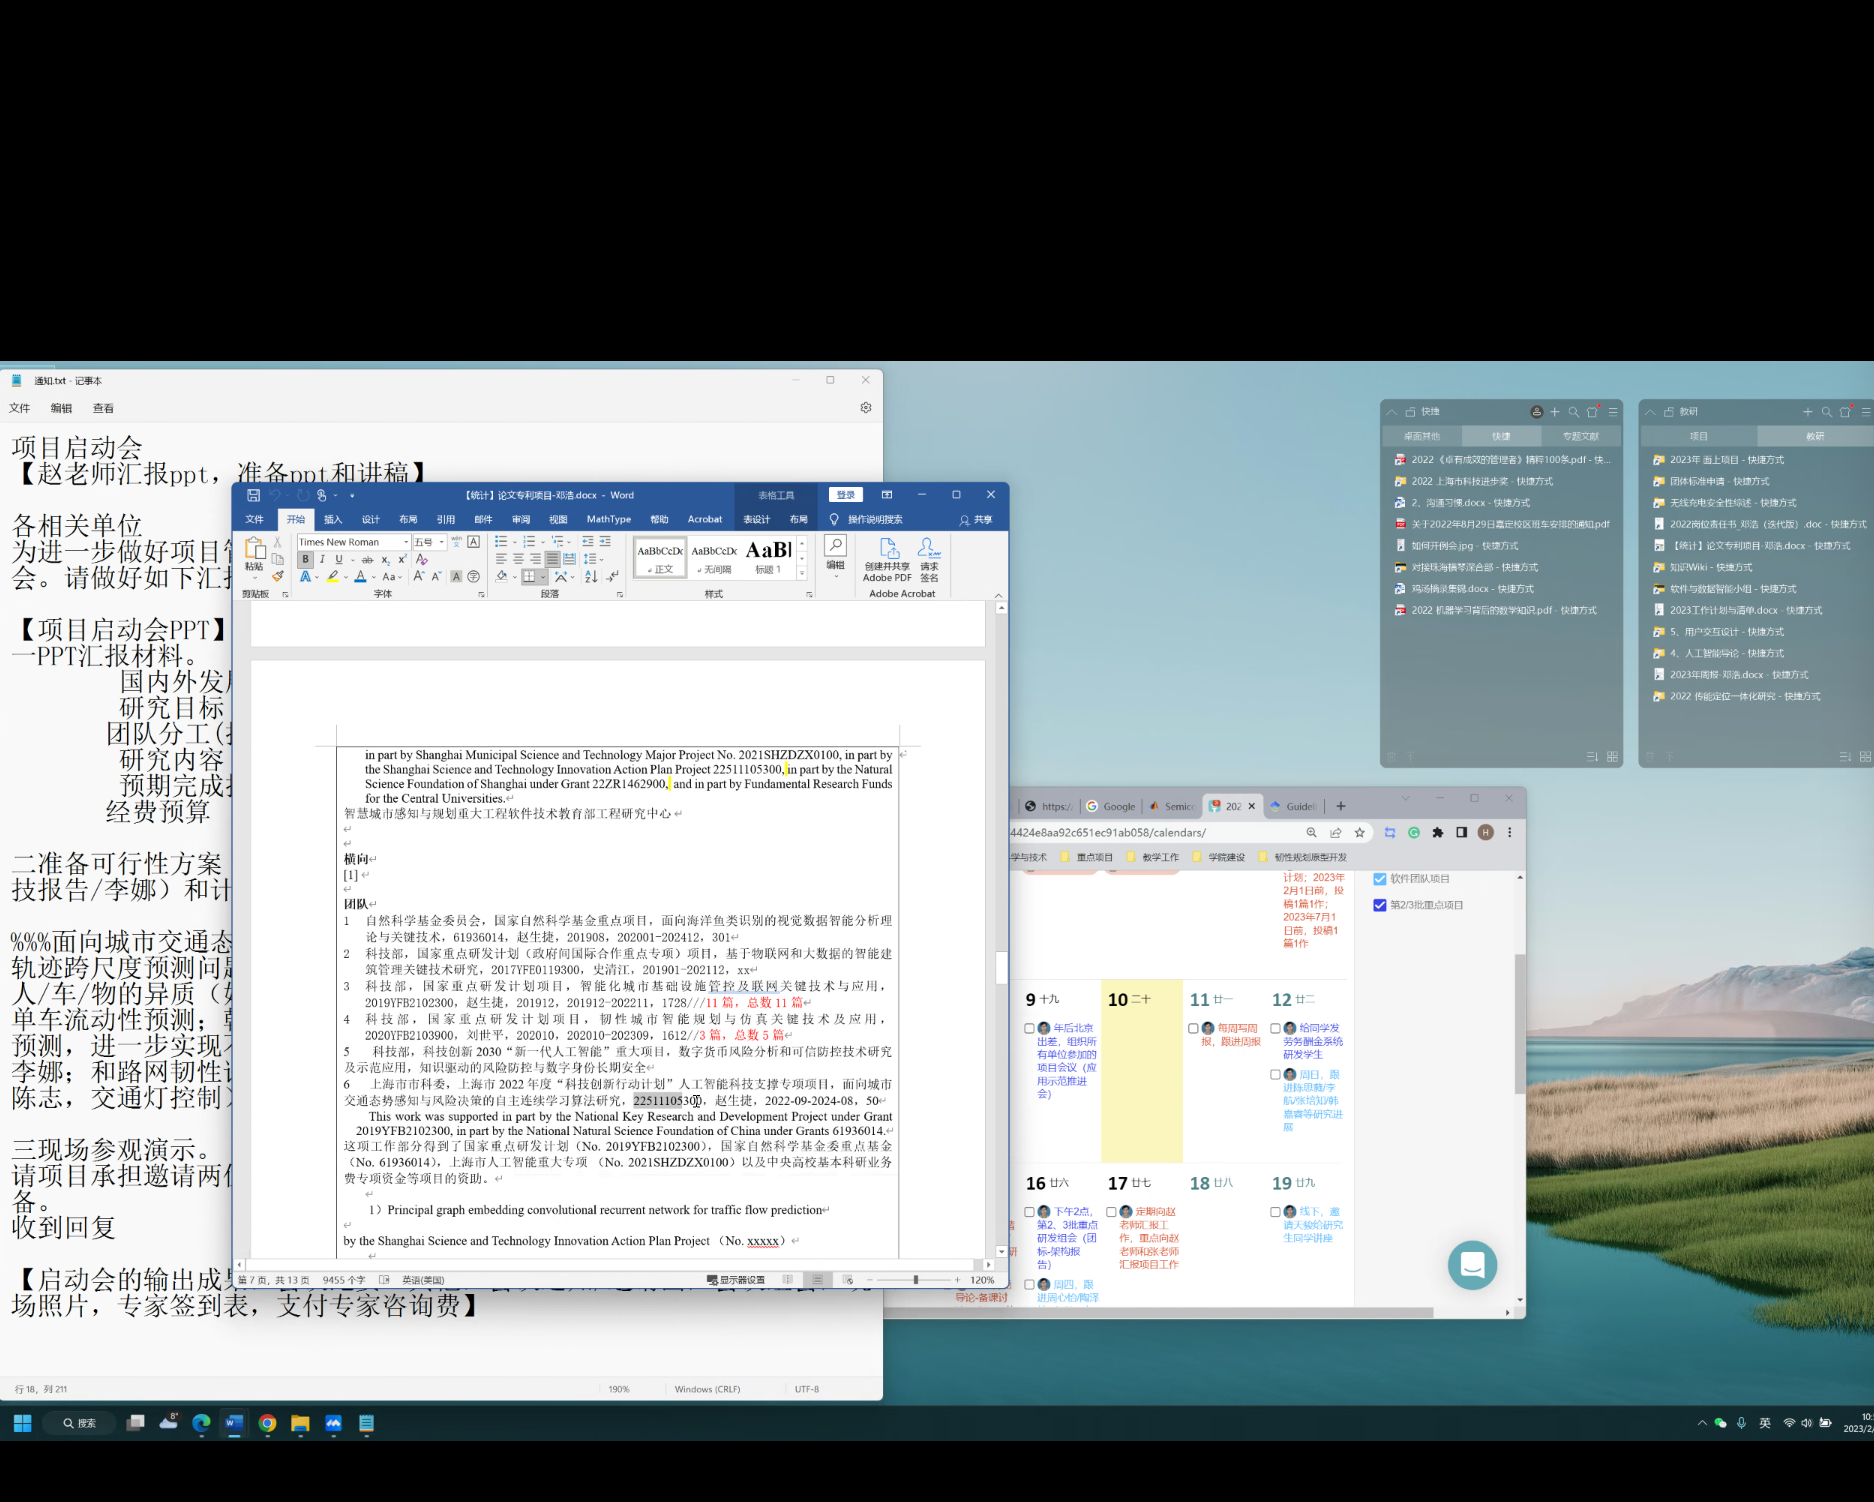 通知.txt - 记事本
文件 编辑 查看
项目启动会
【赵老师汇报ppt，准备ppt和讲稿】
各相关单位
为进一步做好项目
会。请做好如下汇
【项目启动会PPT】
一PPT汇报材料。
国内外发
研究目标
团队分工(
研究内容
预期完成
经费预算
二准备可行性方案
技报告/李娜）和计
%%%面向城市交通态
轨迹跨尺度预测问
人/车/物的异质（
单车流动性预测；
预测，进一步实现
李娜；和路网韧性
陈志，交通灯控制）
三现场参观演示。
请项目承担邀请两
备。
收到回复
【启动会的输出成
场照片，专家签到表，支付专家咨询费】
行 18，列 211 190% Windows (CRLF) UTF-8
【统计】论文专利项目-邓浩.docx - Word 表格工具 登录
文件 开始 插入 设计 布局 引用 邮件 审阅 视图 MathType 帮助 Acrobat 表设计 布局 操作说明搜索 共享
粘贴 Times New Roman 五号
AaBbCcDc AaBbCcDc AaBl
正文 无间隔 标题 1
编辑 创建并共享 Adobe PDF 请求签名
剪贴板 字体 段落 样式 Adobe Acrobat
in part by Shanghai Municipal Science and Technology Major Project No. 2021SHZDZX0100, in part by
the Shanghai Science and Technology Innovation Action Plan Project 22511105300, in part by the Natural
Science Foundation of Shanghai under Grant 22ZR1462900, and in part by Fundamental Research Funds
for the Central Universities.
智慧城市感知与规划重大工程软件技术教育部工程研究中心
横向
[1]
团队
1 自然科学基金委员会，国家自然科学基金重点项目，面向海洋鱼类识别的视觉数据智能分析理
论与关键技术，61936014，赵生捷，201908，202001-202412，301
2 科技部，国家重点研发计划（政府间国际合作重点专项）项目，基于物联网和大数据的智能建
筑管理关键技术研究，2017YFE0119300，史清江，201901-202112，xx
3 科技部，国家重点研发计划项目，智能化城市基础设施管控及联网关键技术与应用，
2019YFB2102300，赵生捷，201912，201912-202211，1728///11 篇，总数 11 篇
4 科技部，国家重点研发计划项目，韧性城市智能规划与仿真关键技术及应用，
2020YFB2103900，刘世平，202010，202010-202309，1612//3 篇，总数 5 篇
5 科技部，科技创新 2030“新一代人工智能”重大项目，数字货币风险分析和可信防控技术研究
及示范应用，知识驱动的风险防控与数字身份长期安全
6 上海市市科委，上海市 2022 年度“科技创新行动计划”人工智能科技支撑专项项目，面向城市
交通态势感知与风险决策的自主连续学习算法研究，22511105300，赵生捷，2022-09-2024-08，50
This work was supported in part by the National Key Research and Development Project under Grant
2019YFB2102300, in part by the National Natural Science Foundation of China under Grants 61936014.
这项工作部分得到了国家重点研发计划（No. 2019YFB2102300），国家自然科学基金委重点基金
（No. 61936014），上海市人工智能重大专项 （No. 2021SHZDZX0100）以及中央高校基本科研业务
费专项资金等项目的资助。
1）Principal graph embedding convolutional recurrent network for traffic flow prediction
by the Shanghai Science and Technology Innovation Action Plan Project （No. xxxxx）
第 7 页，共 13 页 9455 个字 英语(美国) 显示器设置 120%
快捷
桌面其他 快捷 专题文献
2022 《卓有成效的管理者》精粹100条.pdf - 快...
2022 上海市科技进步奖 - 快捷方式
2、沟通习惯.docx - 快捷方式
关于2022年8月29日嘉定校区班车安排的通知.pdf
如何开例会.jpg - 快捷方式
对接珠海横琴深合部 - 快捷方式
鸡汤摘录集锦.docx - 快捷方式
2022 机器学习背后的数学知识.pdf - 快捷方式
教研
项目 教研
2023年 面上项目 - 快捷方式
团体标准申请 - 快捷方式
无线充电安全性综述 - 快捷方式
2022岗位责任书_邓浩（迭代版）.doc - 快捷方式
【统计】论文专利项目-邓浩.docx - 快捷方式
知识Wiki - 快捷方式
软件与数据智能小组 - 快捷方式
2023工作计划与清单.docx - 快捷方式
5、用户交互设计 - 快捷方式
4、人工智能导论 - 快捷方式
2023年周报-邓浩.docx - 快捷方式
2022 传能定位一体化研究 - 快捷方式
https:/ Google Semic 202 Guideli
4424e8aa92c651ec91ab058/calendars/ H
学与技术 重点项目 教学工作 学院建设 韧性规划原型开发
计划；2023年
2月1日前，投
稿1篇1作；
2023年7月1
日前，投稿1
篇1作
软件团队项目
第2/3批重点项目
9 十九 10 二十 11 廿一 12 廿二
年后北京
出差，组织所
有单位参加的
项目会议（应
用示范推进
会）
每周写周
报，跟进周报
给同学发
劳务酬金系统
研发学生
周日，跟
进陈思璇/李
航/张培知/韩
嘉睿等研究进
展
16 廿六 17 廿七 18 廿八 19 廿九
下午2点，
第2、3批重点
研发组会（团
标-架构报
告）
周四，跟
进周心怡/陶泽
定期向赵
老师汇报工
作，重点向赵
老师和张老师
汇报项目工作
线下，邀
请天骏给研究
生同学讲座
导论-备课讨
搜索 8° 英 10:
2023/2/